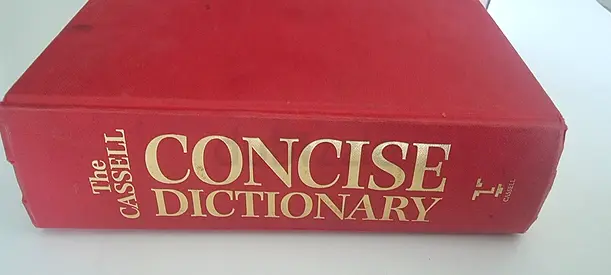 The
CASSELL
CONCISE
DICTIONARY
CASSELL